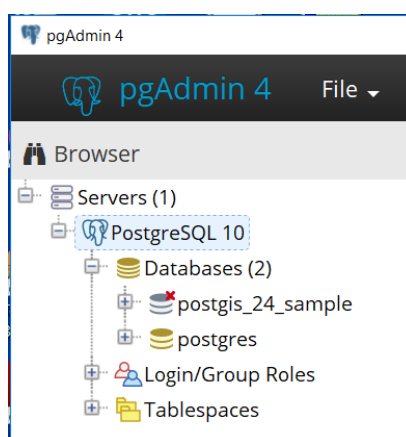 pgAdmin 4
pgAdmin 4 File
Browser
Servers (1)
PostgreSQL 10
Databases (2)
postgis_24_sample
postgres
Login/Group Roles
Tablespaces